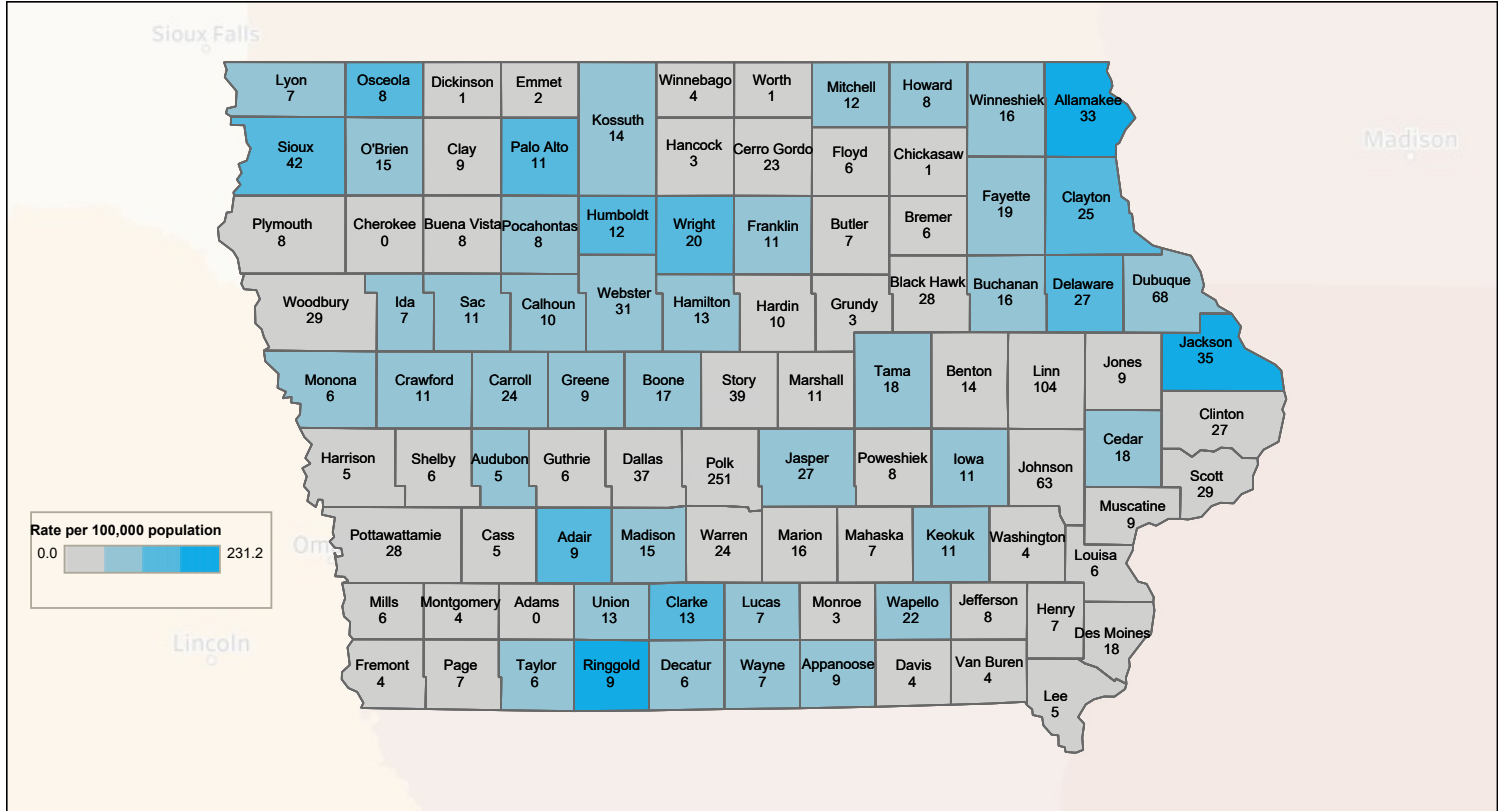 Sioux Falls
Lyon
7
Osceola
8
Dickinson
1
Emmet
2
Kossuth
14
Winnebago
4
Worth
1
Mitchell
12
Howard
8
Winneshiek
16
Allamakee
33
Madison
Sioux
42
O'Brien
15
Clay
9
Palo Alto
11
Hancock
3
Cerro Gordo
23
Floyd
6
Chickasaw
1
Plymouth
8
Cherokee
0
Buena Vista
8
Pocahontas
8
Humboldt
12
Wright
20
Franklin
11
Butler
7
Bremer
6
Fayette
19
Clayton
25
Woodbury
29
Ida
7
Sac
11
Calhoun
10
Webster
31
Hamilton
13
Hardin
10
Grundy
3
Black Hawk
28
Buchanan
16
Delaware
27
Dubuque
68
Monona
6
Crawford
11
Carroll
24
Greene
9
Boone
17
Story
39
Marshall
11
Tama
18
Benton
14
Linn
104
Jones
9
Jackson
35
Clinton
27
Harrison
5
Shelby
6
Audubon
5
Guthrie
6
Dallas
37
Polk
251
Jasper
27
Poweshiek
8
Iowa
11
Johnson
63
Cedar
18
Scott
29
Muscatine
9
Rate per 100,000 population
0.0
231.2
Om
Pottawattamie
28
Cass
5
Adair
9
Madison
15
Warren
24
Marion
16
Mahaska
7
Keokuk
11
Washington
4
Louisa
6
Mills
6
Montgomery
4
Adams
0
Union
13
Clarke
13
Lucas
7
Monroe
3
Wapello
22
Jefferson
8
Henry
7
Des Moines
18
Lincoln
Fremont
4
Page
7
Taylor
6
Ringgold
9
Decatur
6
Wayne
7
Appanoose
9
Davis
4
Van Buren
4
Lee
5